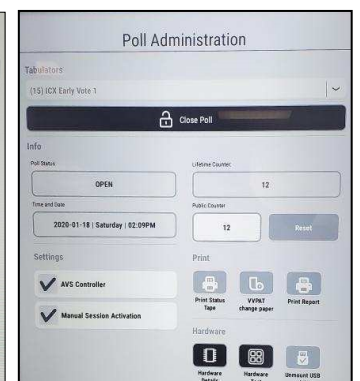 Poll Administration
Tabulators
(15) ICX Early Vote 1
Close Poll
Info
Poll Status
Lifetime Counter
OPEN
12
Time and Date
Public Counter
2020-01-18 | Saturday | 02:09PM
12
Reset
Settings
Print
AVS Controller
Print Status
Tape
VVPAT
change paper
Print Report
Manual Session Activation
Hardware
Hardware
Details
Hardware
Test
Unmount USB